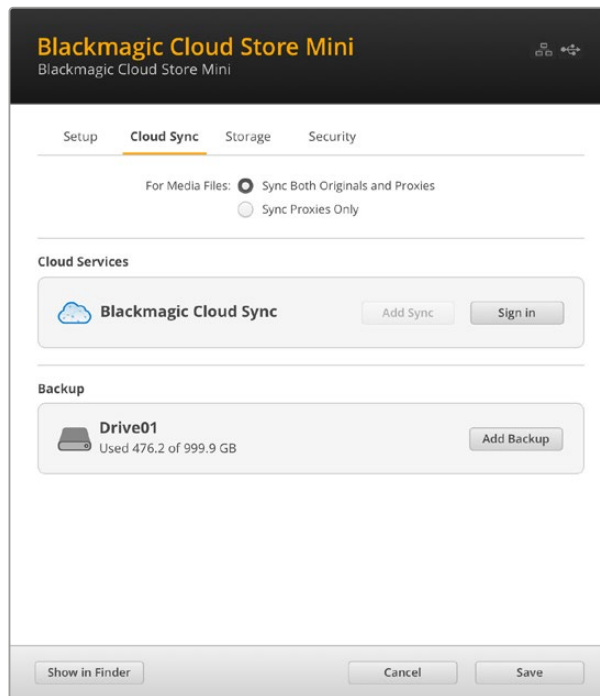 Blackmagic Cloud Store Mini
Blackmagic Cloud Store Mini
Setup Cloud Sync Storage Security
For Media Files: Sync Both Originals and Proxies
Sync Proxies Only
Cloud Services
Blackmagic Cloud Sync Add Sync Sign in
Backup
Drive01
Used 476.2 of 999.9 GB
Add Backup
Show in Finder Cancel Save